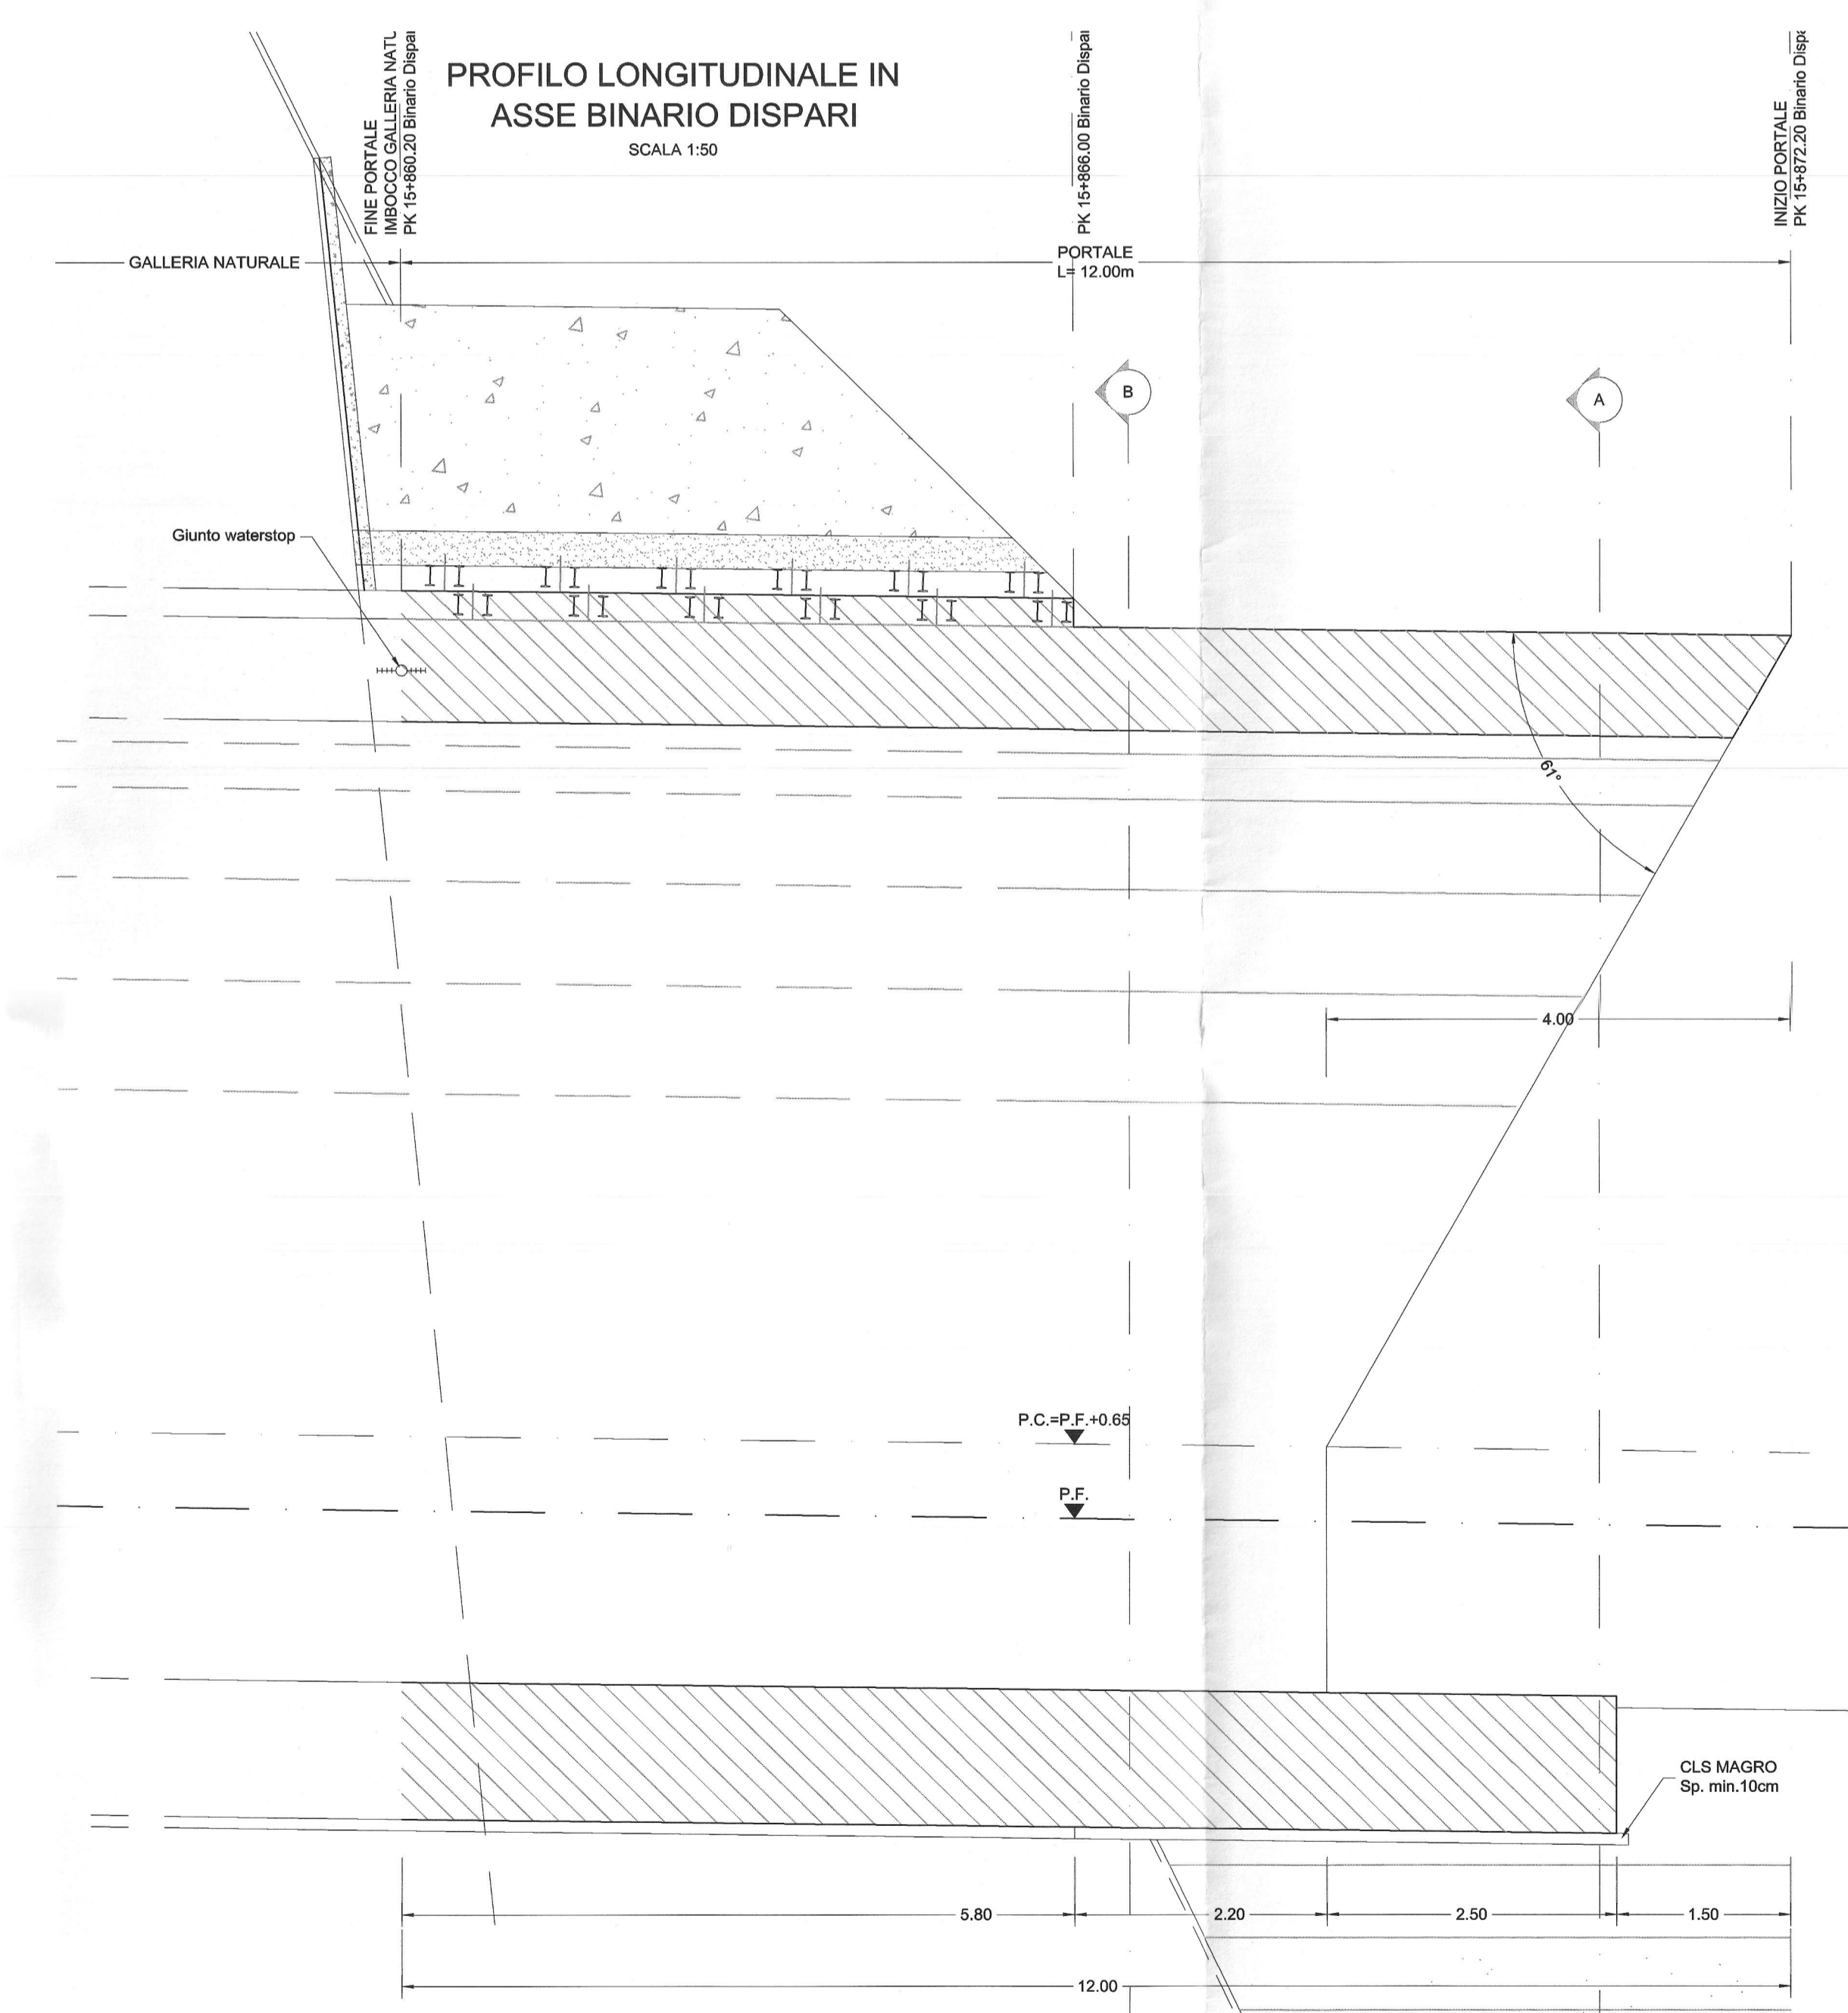 PROFILO LONGITUDINALE IN
ASSE BINARIO DISPARI
SCALA 1:50
FINE PORTALE
IMBOCCO GALLERIA NATU
PK 15+860.20 Binario Dispar
PK 15+866.00 Binario Dispar
INIZIO PORTALE
PK 15+872.20 Binario Dispa
GALLERIA NATURALE
PORTALE
L= 12.00m
B
A
Giunto waterstop
61°
4.00
P.C.=P.F.+0.65
P.F.
CLS MAGRO
Sp. min.10cm
5.80
2.20
2.50
1.50
12.00